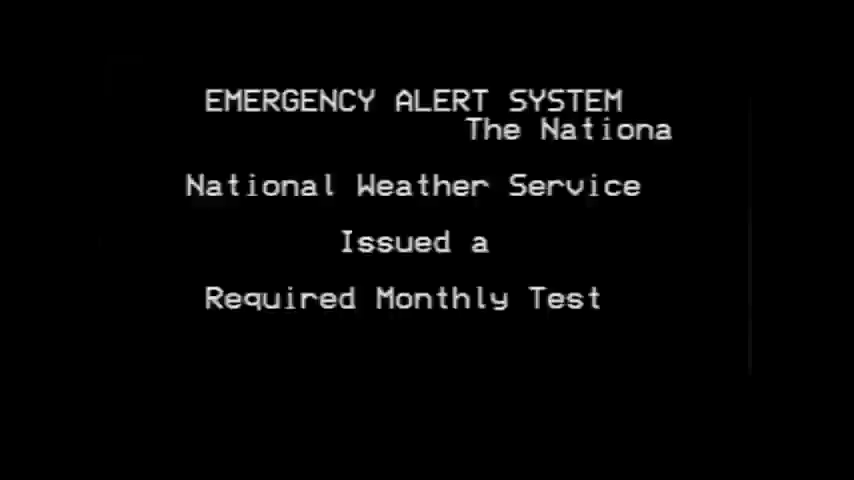 EMERGENCY ALERT SYSTEM
The Nationa
National Weather Service
Issued a
Required Monthly Test